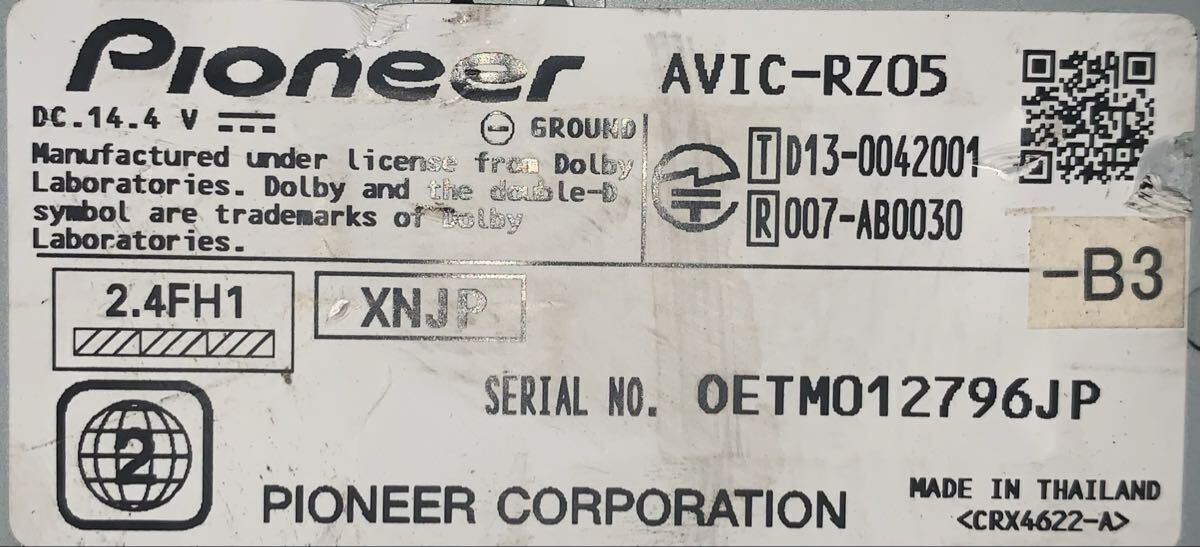 Pioneer
AVIC-RZ05
DC.14.4 V
GROUND
Manufactured under license from Dolby
Laboratories. Dolby and the double-D
symbol are trademarks of Dolby
Laboratories.
T D13-0042001
R 007-AB0030
-B3
2.4FH1
XNJP
SERIAL NO. OETM012796JP
2
PIONEER CORPORATION
MADE IN THAILAND
<CRX4622-A>